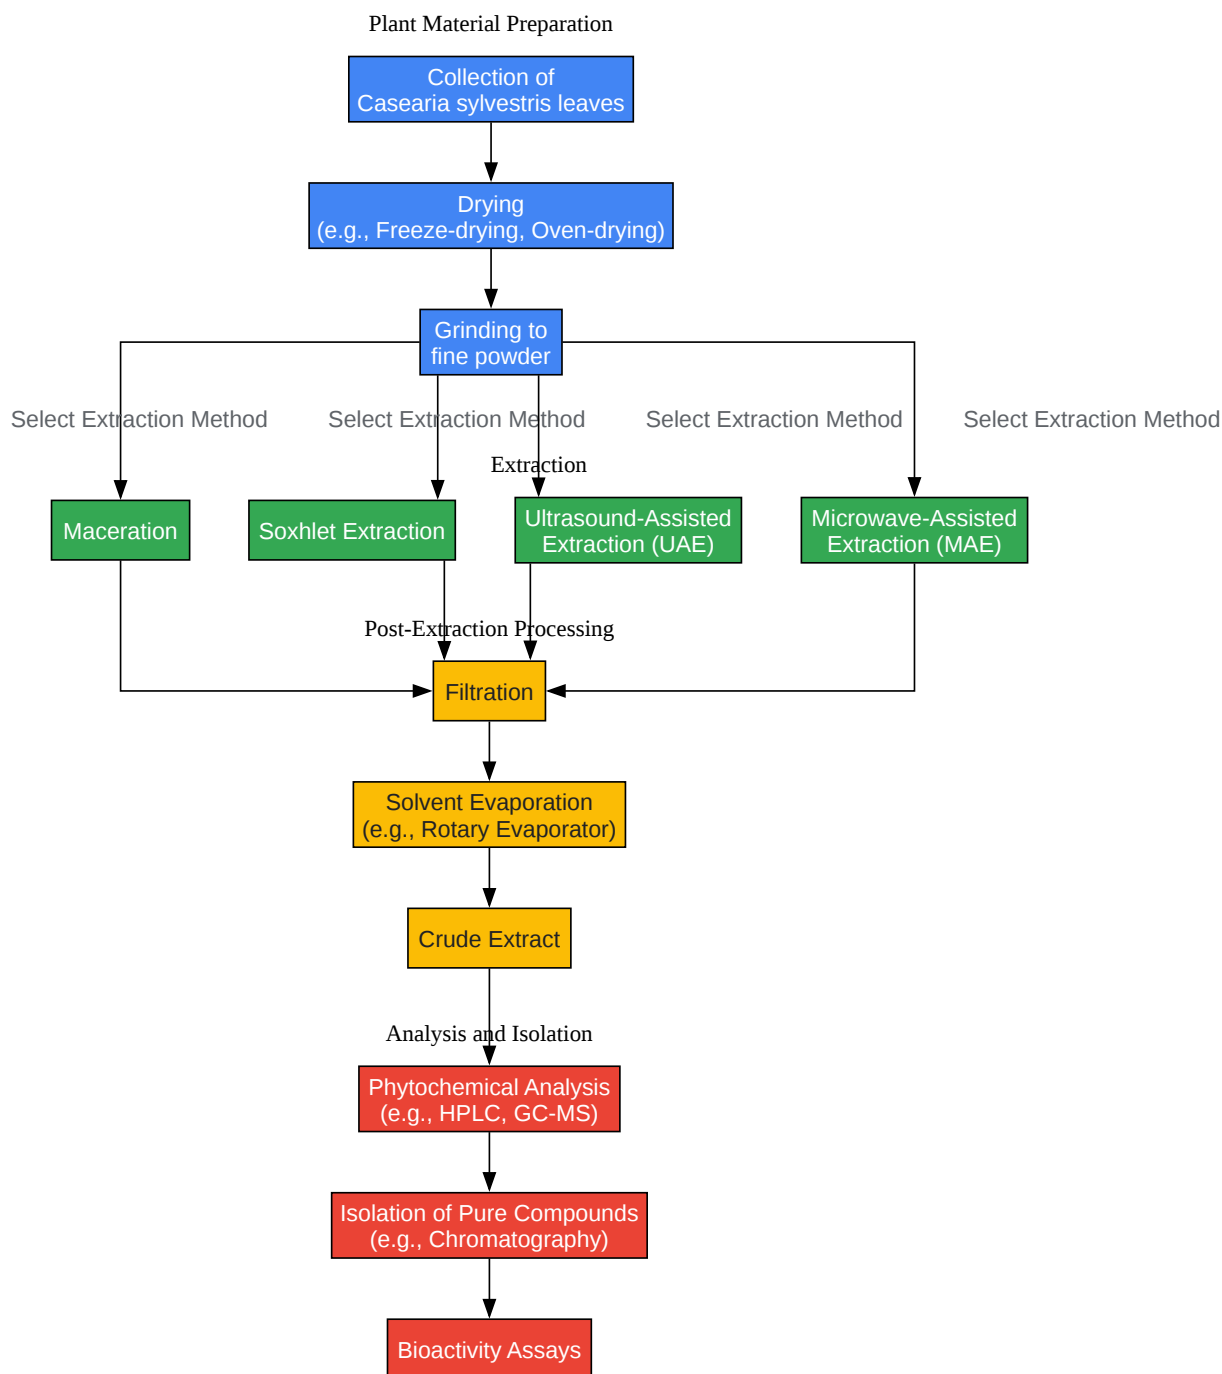 Plant Material Preparation
Collection of
Casearia sylvestris leaves
Drying
(e.g., Freeze-drying, Oven-drying)
Grinding to
fine powder
Select Extraction Method
Select Extraction Method
Select Extraction Method
Select Extraction Method
Extraction
Maceration
Soxhlet Extraction
Ultrasound-Assisted
Extraction (UAE)
Microwave-Assisted
Extraction (MAE)
Post-Extraction Processing
Filtration
Solvent Evaporation
(e.g., Rotary Evaporator)
Crude Extract
Analysis and Isolation
Phytochemical Analysis
(e.g., HPLC, GC-MS)
Isolation of Pure Compounds
(e.g., Chromatography)
Bioactivity Assays